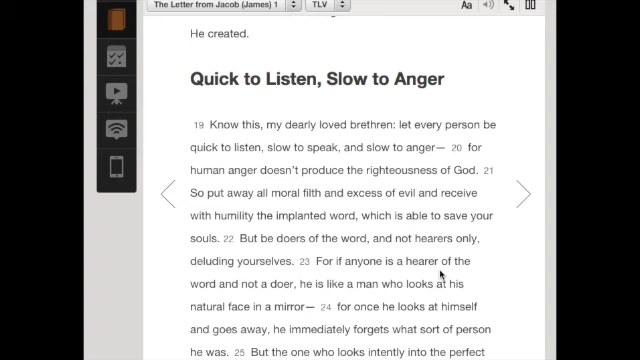 The Letter from Jacob (James) 1 TLV Aa
He created.
Quick to Listen, Slow to Anger
19 Know this, my dearly loved brethren: let every person be
quick to listen, slow to speak, and slow to anger— 20 for
human anger doesn't produce the righteousness of God. 21
So put away all moral filth and excess of evil and receive
with humility the implanted word, which is able to save your
souls. 22 But be doers of the word, and not hearers only,
deluding yourselves. 23 For if anyone is a hearer of the
word and not a doer, he is like a man who looks at his
natural face in a mirror— 24 for once he looks at himself
and goes away, he immediately forgets what sort of person
he was. 25 But the one who looks intently into the perfect